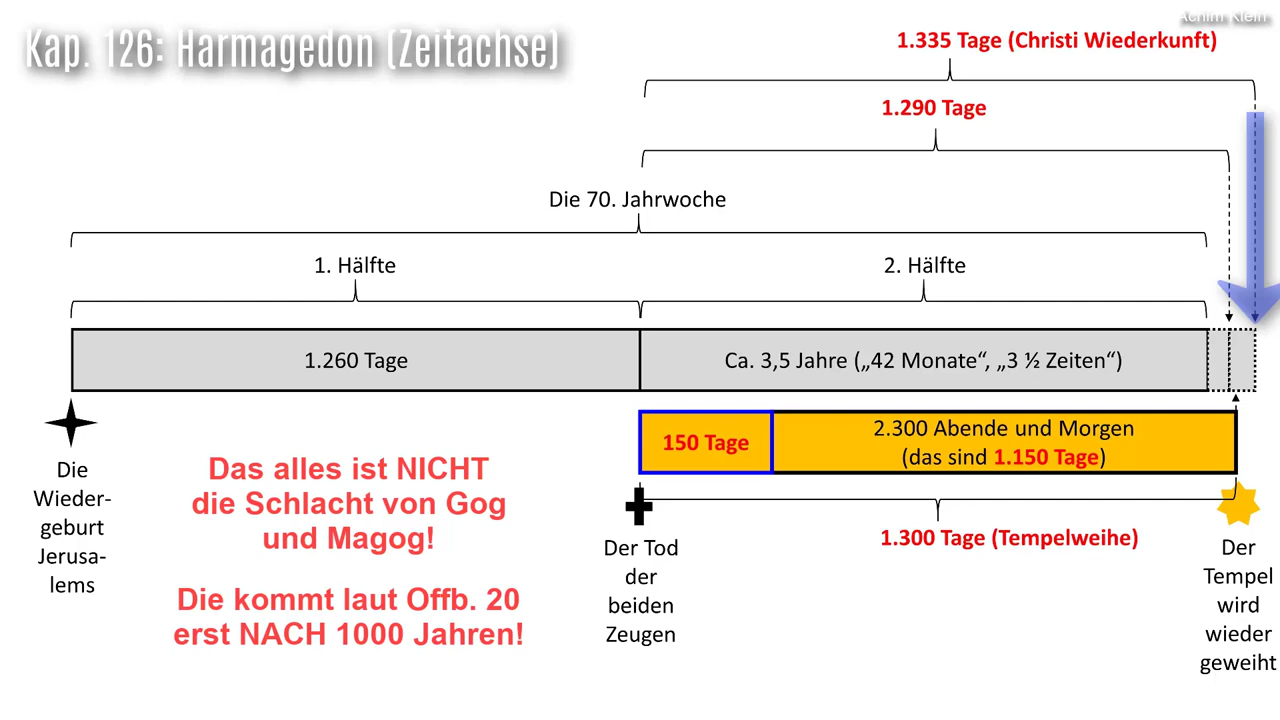 Achim Klein
Kap. 126: Harmagedon (Zeitachse)
1.335 Tage (Christi Wiederkunft)
1.290 Tage
Die 70. Jahrwoche
1. Hälfte
2. Hälfte
1.260 Tage
Ca. 3,5 Jahre („42 Monate“, „3 ½ Zeiten“)
150 Tage
2.300 Abende und Morgen
(das sind 1.150 Tage)
1.300 Tage (Tempelweihe)
Die
Wieder-
geburt
Jerusa-
lems
Das alles ist NICHT
die Schlacht von Gog
und Magog!
Die kommt laut Offb. 20
erst NACH 1000 Jahren!
Der Tod
der
beiden
Zeugen
Der
Tempel
wird
wieder
geweiht